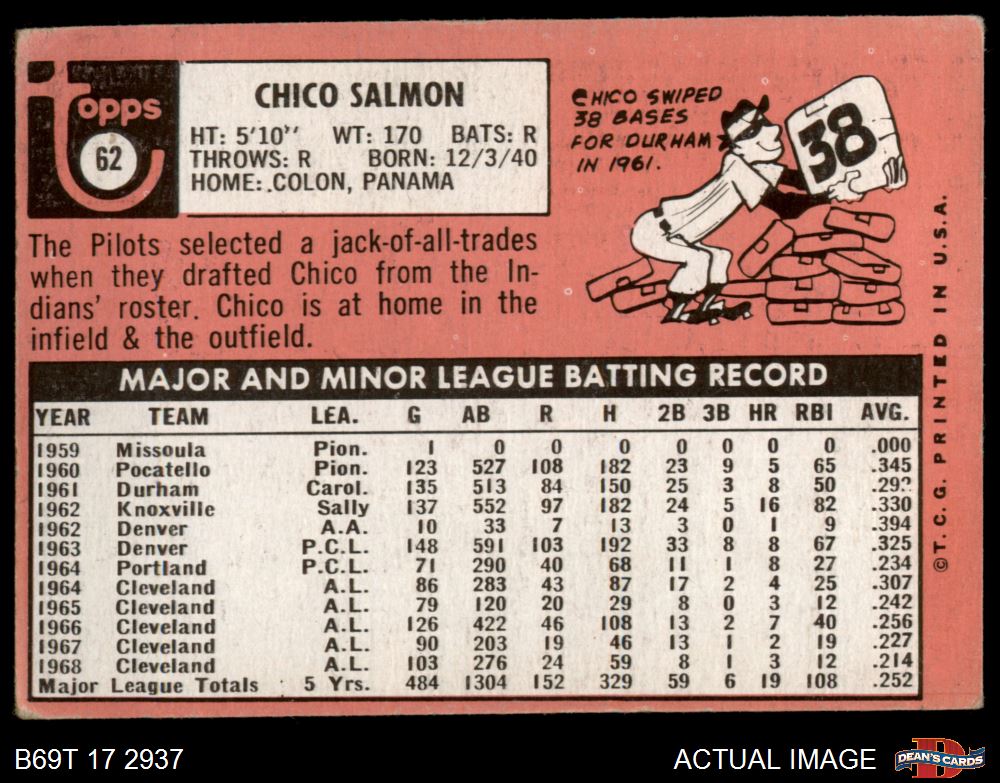 Topps
62
CHICO SALMON
HT: 5'10" WT: 170 BATS: R
THROWS: R BORN: 12/3/40
HOME: COLON, PANAMA
CHICO SWIPED
38 BASES
FOR DURHAM
IN 1961.
38
The Pilots selected a jack-of-all-trades
when they drafted Chico from the In-
dians' roster. Chico is at home in the
infield & the outfield.
MAJOR AND MINOR LEAGUE BATTING RECORD
YEAR TEAM LEA. G AB R H 2B 3B HR RBI AVG.
1959 Missoula Pion. 1 0 0 0 0 0 0 0 .000
1960 Pocatello Pion. 123 527 108 182 23 9 5 65 .345
1961 Durham Carol. 135 513 84 150 25 3 8 50
1962 Knoxville Sally 137 552 97 182 24 5 16 82 .330
1962 Denver A.A. 10 33 7 13 3 0 1 9 .394
1963 Denver P.C.L. 148 591 103 192 33 8 8 67 .325
1964 Portland P.C.L. 71 290 40 68 11 1 8 27 .234
1964 Cleveland A.L. 86 283 43 87 17 2 4 25 .307
1965 Cleveland A.L. 79 120 20 29 8 0 3 12 .242
1966 Cleveland A.L. 126 422 46 108 13 2 7 40 .256
1967 Cleveland A.L. 90 203 19 46 13 1 2 19 .227
1968 Cleveland A.L. 103 276 24 59 8 1 3 12 .214
Major League Totals 5 Yrs. 484 1304 152 329 59 6 19 108 .252
© T. C. G. PRINTED IN U.S.A.
B69T 17 2937
ACTUAL IMAGE
D
DEAN'S CARDS